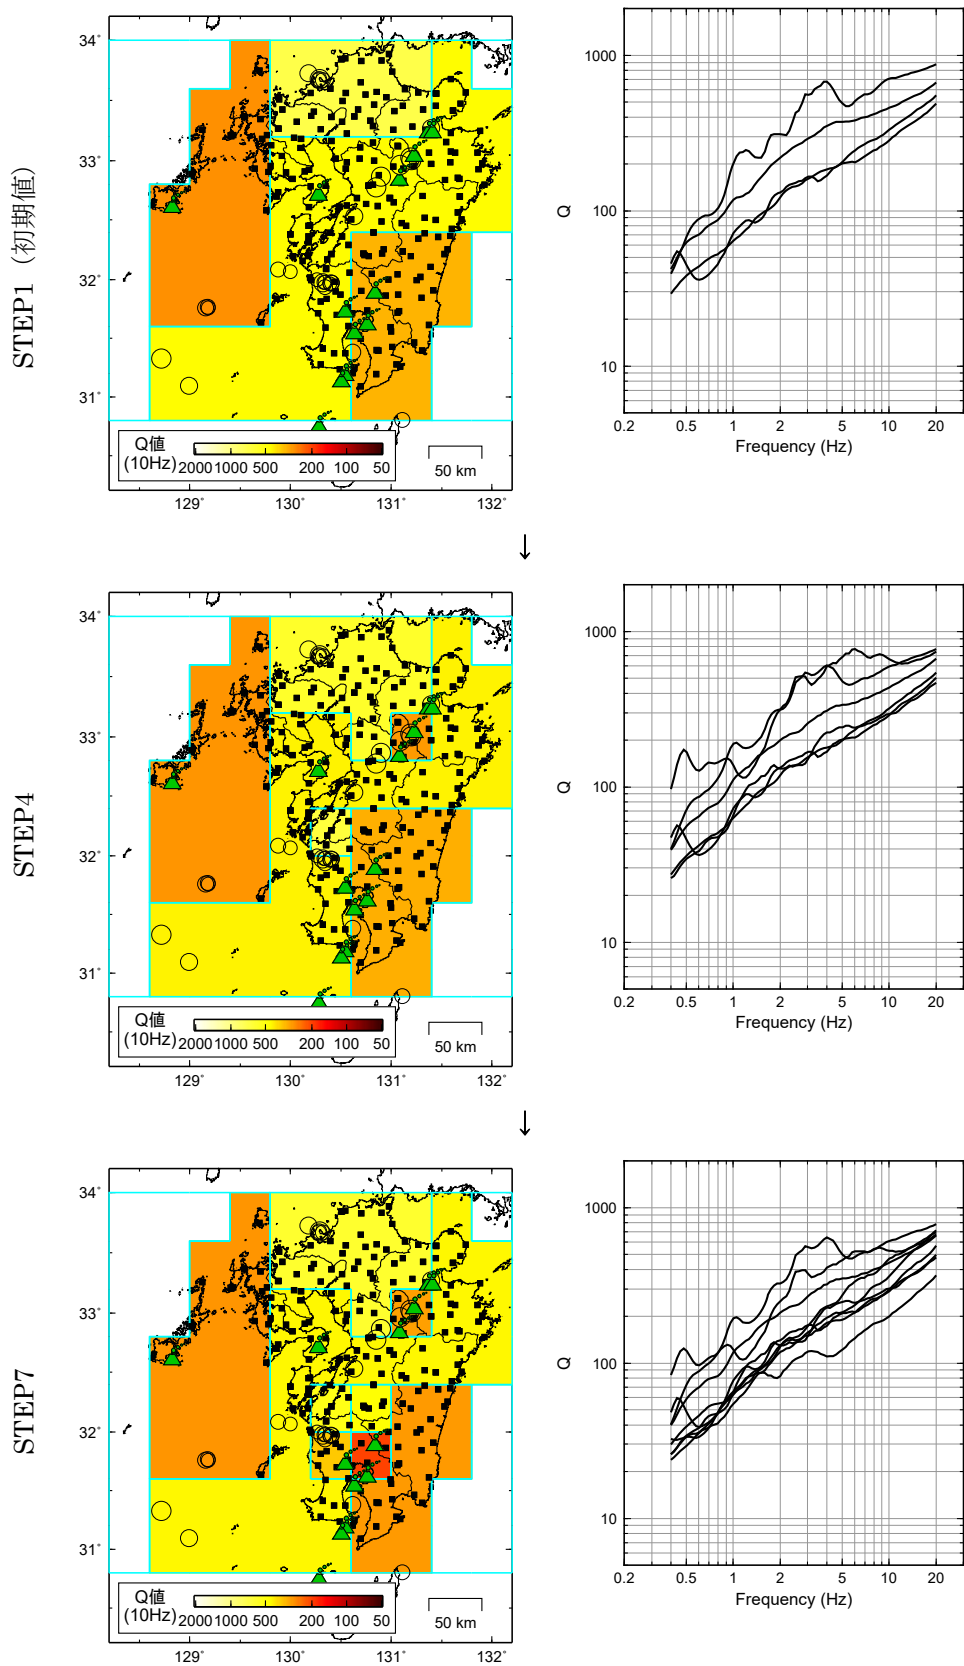 STEP1 (初期値)
34°
33°
32°
31°
Q値
(10Hz)
2000 1000 500 200 100 50
50 km
129° 130° 131° 132°
1000
100
10
Q
0.2 0.5 1 2 5 10 20
Frequency (Hz)
↓
STEP4
34°
33°
32°
31°
Q値
(10Hz)
2000 1000 500 200 100 50
50 km
129° 130° 131° 132°
1000
100
10
Q
0.2 0.5 1 2 5 10 20
Frequency (Hz)
↓
STEP7
34°
33°
32°
31°
Q値
(10Hz)
2000 1000 500 200 100 50
50 km
129° 130° 131° 132°
1000
100
10
Q
0.2 0.5 1 2 5 10 20
Frequency (Hz)